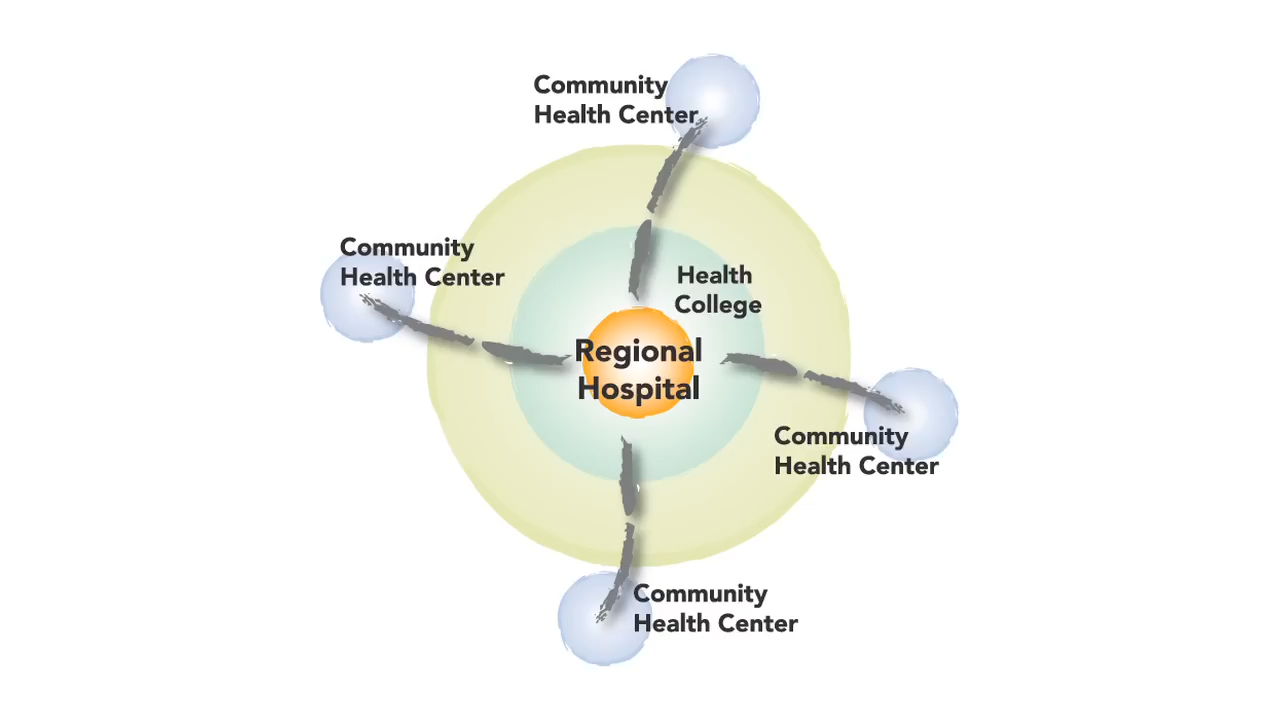 Community
Health Center
Community
Health Center
Health
College
Regional
Hospital
Community
Health Center
Community
Health Center